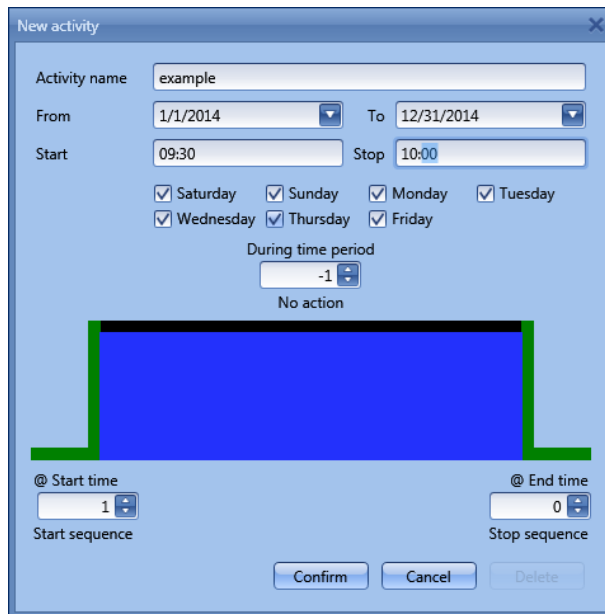 New activity
Activity name example
From 1/1/2014 To 12/31/2014
Start 09:30 Stop 10:00
Saturday Sunday Monday Tuesday
Wednesday Thursday Friday
During time period
-1
No action
@ Start time @ End time
1 0
Start sequence Stop sequence
Confirm Cancel Delete